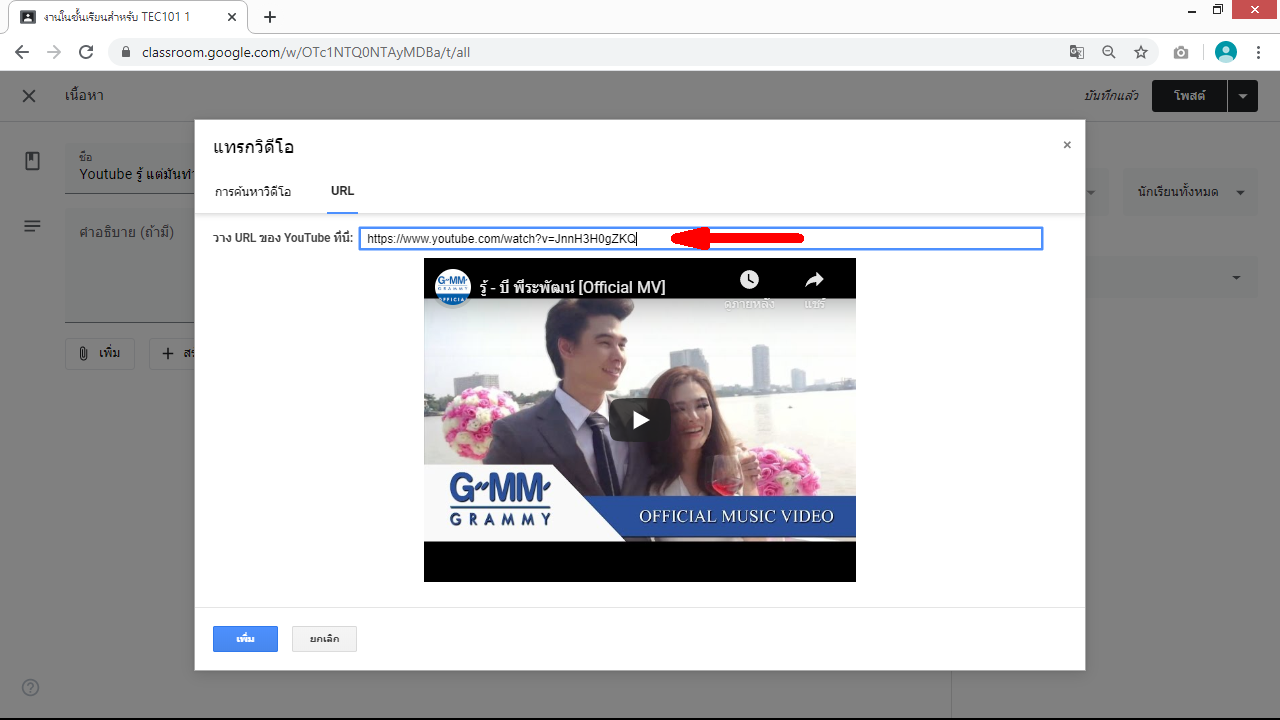 งานในชั้นเรียนสำหรับ TEC101 1
classroom.google.com/w/OTc1NTQ0NTAyMDBa/t/all
เนื้อหา
บันทึกแล้ว
โพสต์
แทรกวิดีโอ
ชื่อ
Youtube รู้ แต่มันทำ
การค้นหาวิดีโอ
URL
นักเรียนทั้งหมด
คำอธิบาย (ถ้ามี)
วาง URL ของ YouTube ที่นี่:
https://www.youtube.com/watch?v=JnnH3H0gZKQ
GMM GRAMMY OFFICIAL
รู้ - บี พีระพัฒน์ [Official MV]
ดูภายหลัง
แชร์
เพิ่ม
GMM
GRAMMY
OFFICIAL MUSIC VIDEO
เพิ่ม
ยกเลิก